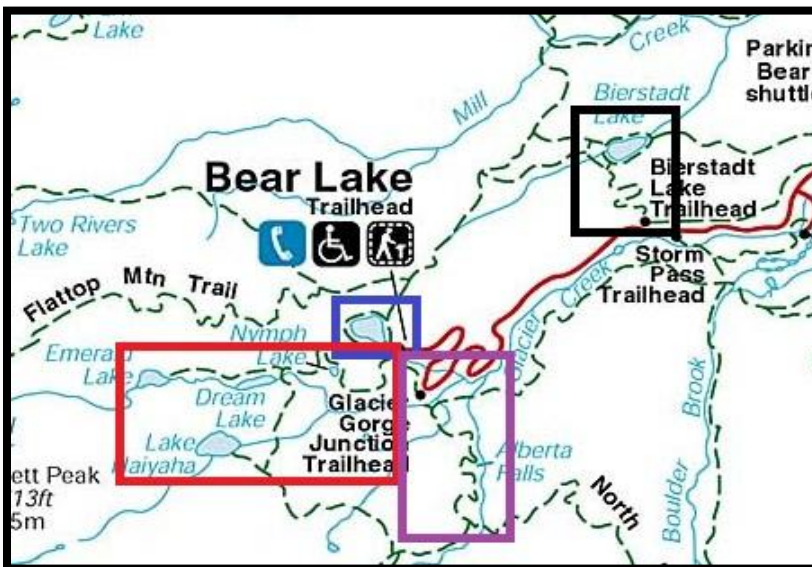 Lake
Creek
Parkin
Bear
shuttl
Mill
Bierstadt
Lake
Bear Lake
Trailhead
Bierstadt
Lake
Trailhead
Two Rivers
Lake
Storm
Pass
Trailhead
Flattop Mtn Trail
Glacier Creek
Nymph
Lake
Emerald
Lake
Dream
Lake
Glacier
Gorge
Junction
Trailhead
Lake
Haiyaha
Alberta
Falls
Boulder Brook
North
ett Peak
13ft
5m